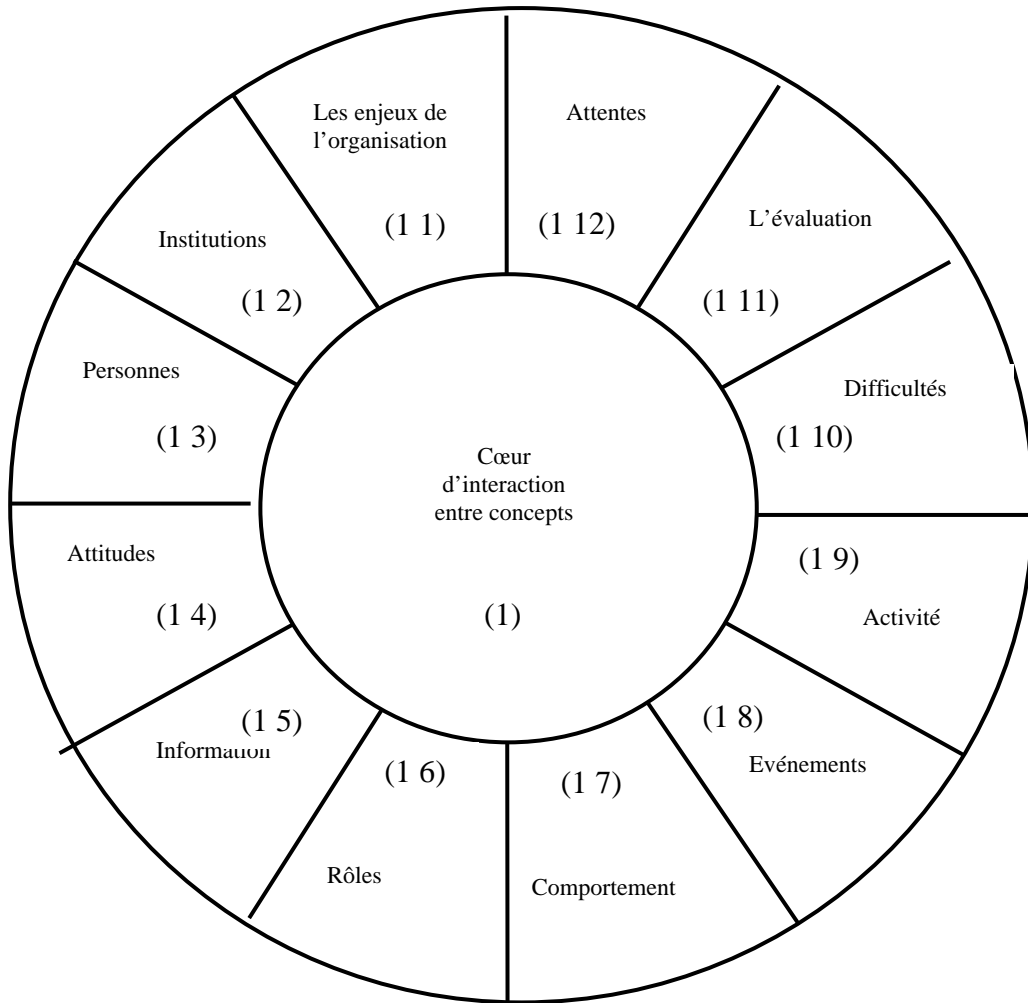 Les enjeux de
l’organisation
(1 1)
Attentes
(1 12)
L’évaluation
(1 11)
Institutions
(1 2)
Personnes
(1 3)
Difficultés
(1 10)
Cœur
d’interaction
entre concepts
(1)
Attitudes
(1 4)
(1 9)
Activité
(1 5)
Information
(1 8)
Evénements
(1 6)
Rôles
(1 7)
Comportement